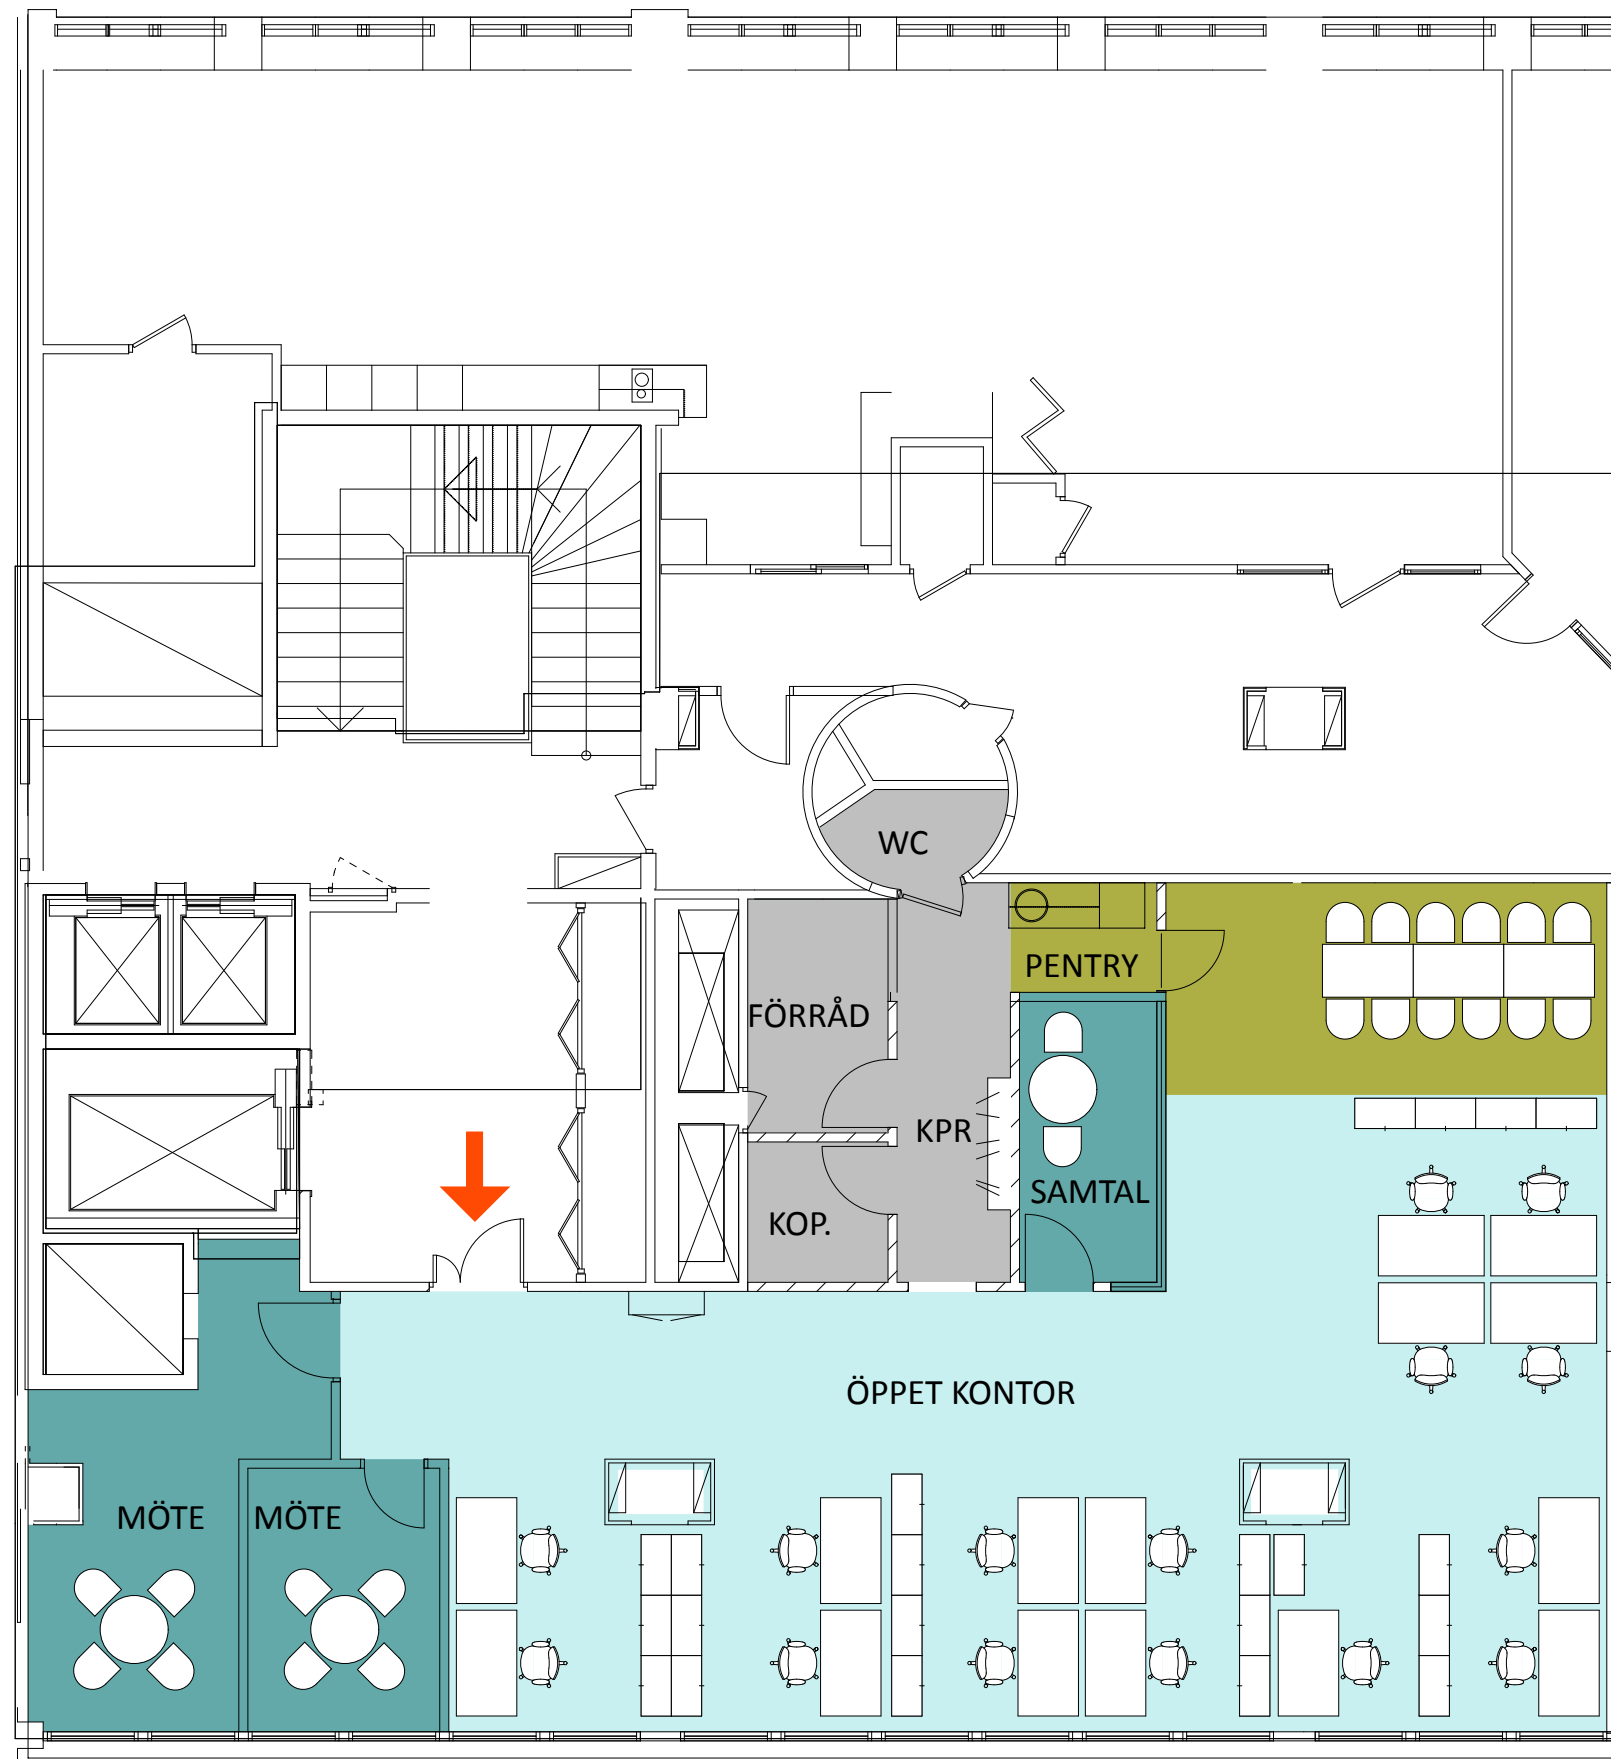 WC
PENTRY
FÖRRÅD
KPR
SAMTAL
KOP.
ÖPPET KONTOR
MÖTE
MÖTE